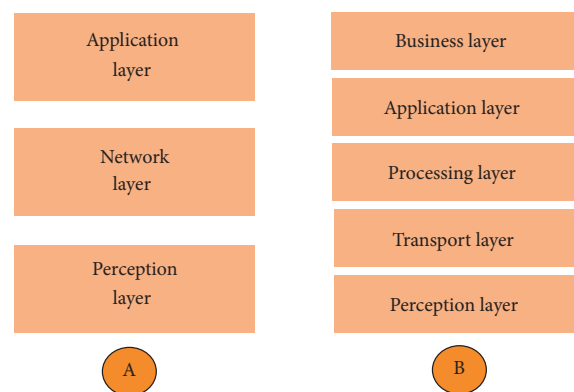 Application
layer
Network
layer
Perception
layer
A
Business layer
Application layer
Processing layer
Transport layer
Perception layer
B